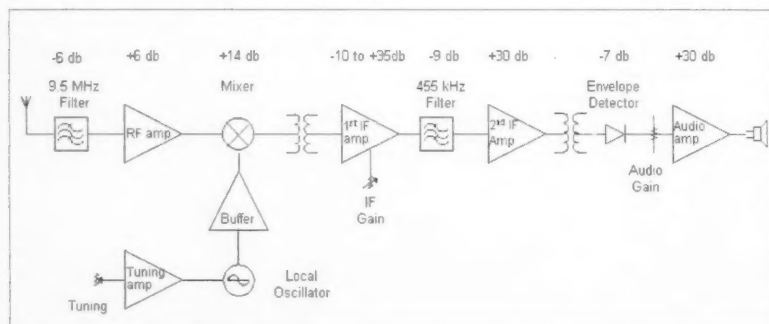 -6 db +6 db +14 db -10 to +35db -9 db +30 db -7 db +30 db
9.5 MHz
Filter
Mixer
455 kHz
Filter
Envelope
Detector
RF amp
1st IF
amp
2nd IF
Amp
Audio
amp
Audio
Gain
IF
Gain
Buffer
Tuning
amp
Tuning
Local
Oscillator